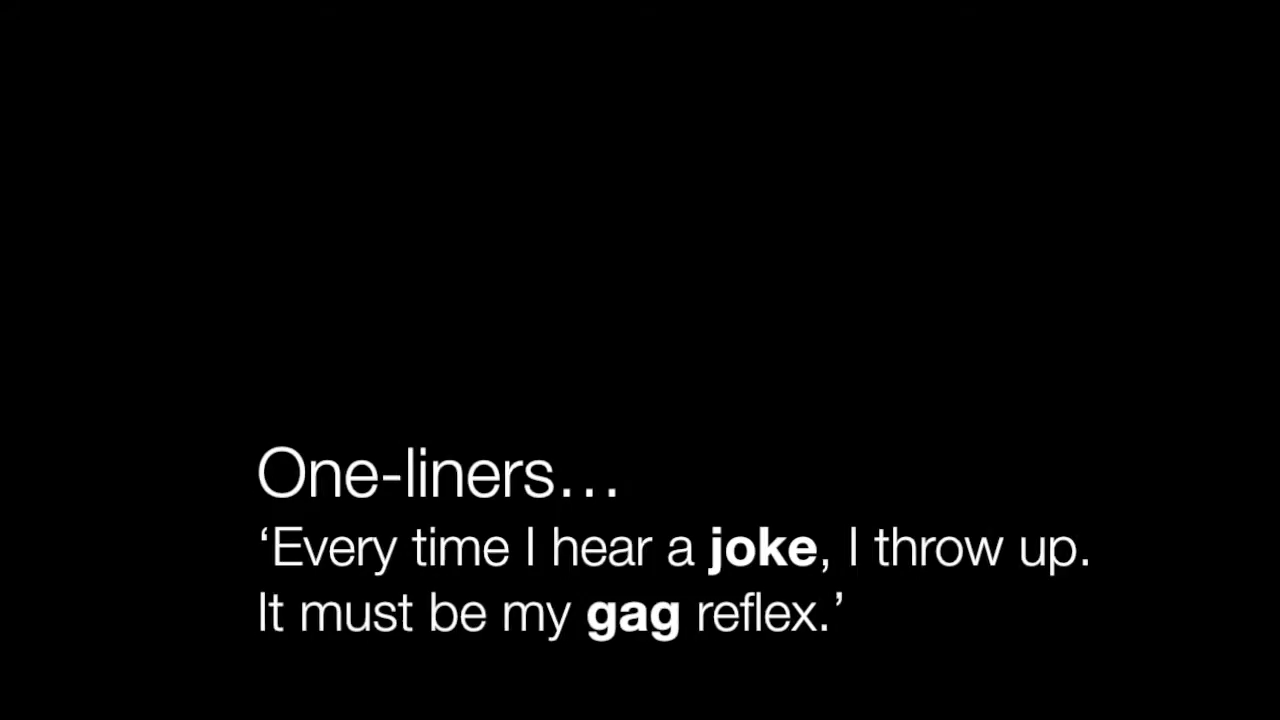 One-liners…
‘Every time I hear a joke, I throw up.
It must be my gag reflex.’